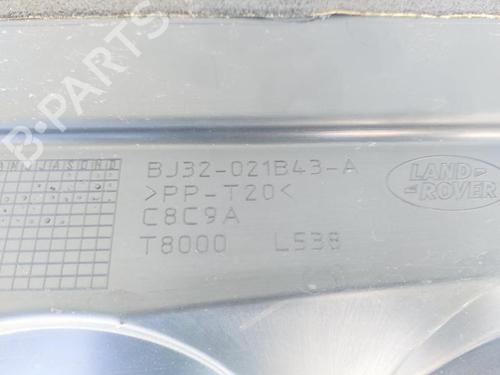 B-PARTS
BJ32-021B43-A
>PP-T20<
C8C9A
T8000 L538
LAND-
ROVER